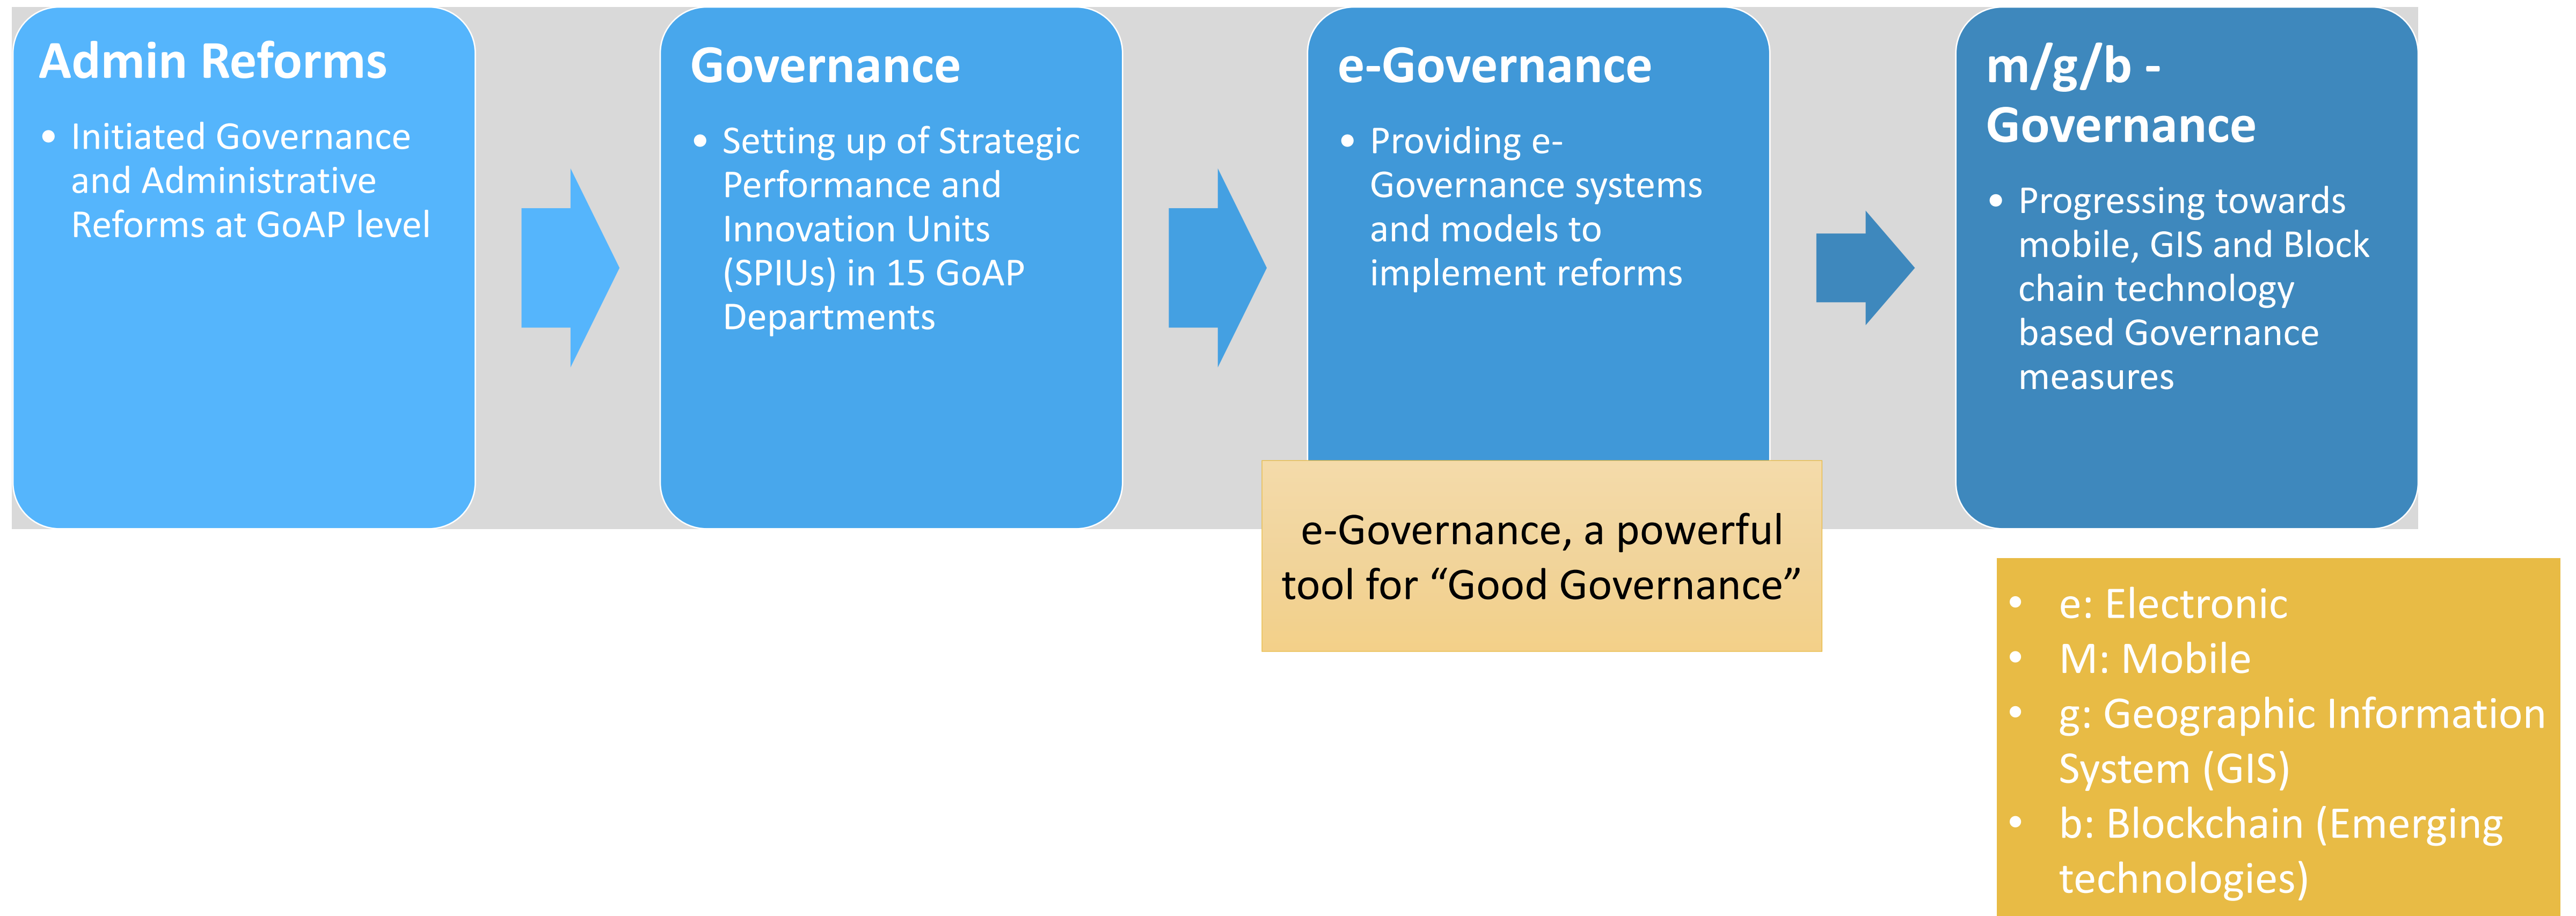 Admin Reforms
• Initiated Governance
and Administrative
Reforms at GoAP level
Governance
• Setting up of Strategic
Performance and
Innovation Units
(SPIUs) in 15 GoAP
Departments
e-Governance
• Providing e-
Governance systems
and models to
implement reforms
e-Governance, a powerful
tool for “Good Governance”
m/g/b -
Governance
• Progressing towards
mobile, GIS and Block
chain technology
based Governance
measures
• e: Electronic
• M: Mobile
• g: Geographic Information
System (GIS)
• b: Blockchain (Emerging
technologies)